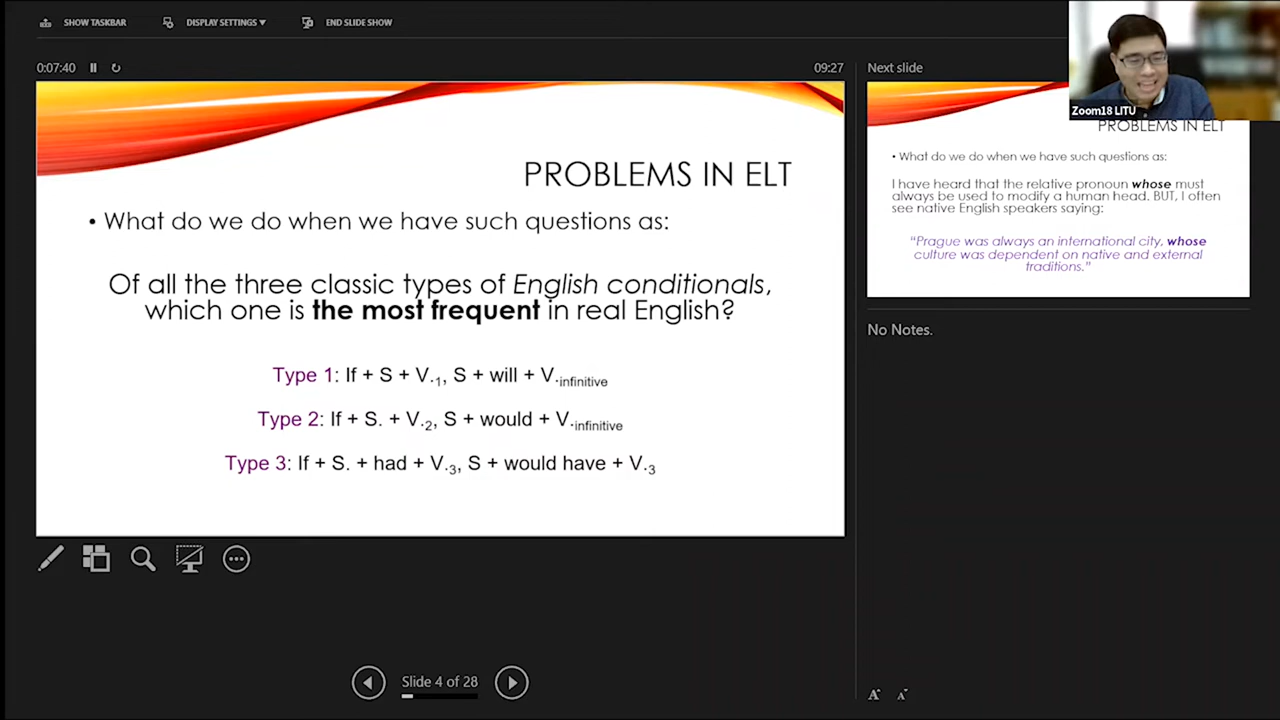 SHOW TASKBAR
DISPLAY SETTINGS ▼
END SLIDE SHOW
0:07:40
09:27
PROBLEMS IN ELT
• What do we do when we have such questions as:
Of all the three classic types of English conditionals,
which one is the most frequent in real English?
Type 1: If + S + V.1, S + will + V.infinitive
Type 2: If + S. + V.2, S + would + V.infinitive
Type 3: If + S. + had + V.3, S + would have + V.3
Slide 4 of 28
Next slide
Zoom18 LITU
PROBLEMS IN ELT
• What do we do when we have such questions as:
I have heard that the relative pronoun whose must
always be used to modify a human head. BUT, I often
see native English speakers saying:
“Prague was always an international city, whose
culture was dependent on native and external
traditions.”
No Notes.
A A